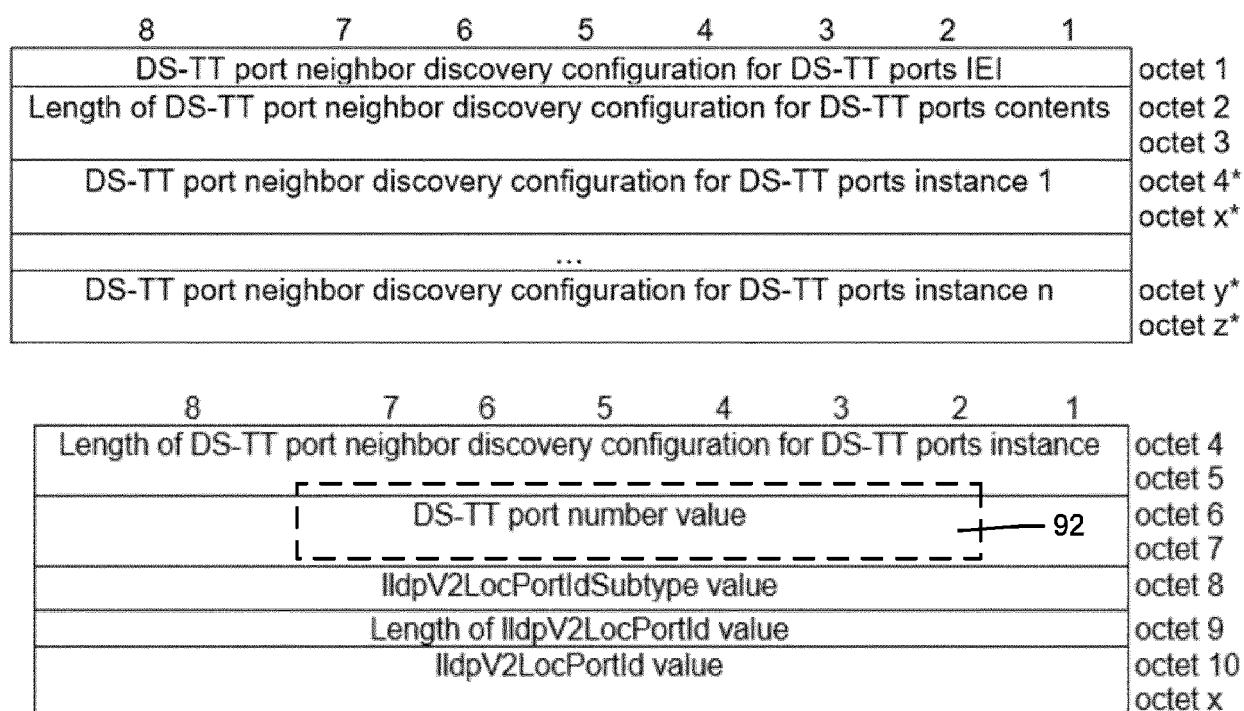 8 7 6 5 4 3 2 1
DS-TT port neighbor discovery configuration for DS-TT ports IEI octet 1
Length of DS-TT port neighbor discovery configuration for DS-TT ports contents octet 2
octet 3
DS-TT port neighbor discovery configuration for DS-TT ports instance 1 octet 4*
octet x*
...
DS-TT port neighbor discovery configuration for DS-TT ports instance n octet y*
octet z*
8 7 6 5 4 3 2 1
Length of DS-TT port neighbor discovery configuration for DS-TT ports instance octet 4
octet 5
DS-TT port number value octet 6
92
octet 7
lldpV2LocPortIdSubtype value octet 8
Length of lldpV2LocPortId value octet 9
lldpV2LocPortId value octet 10
octet x